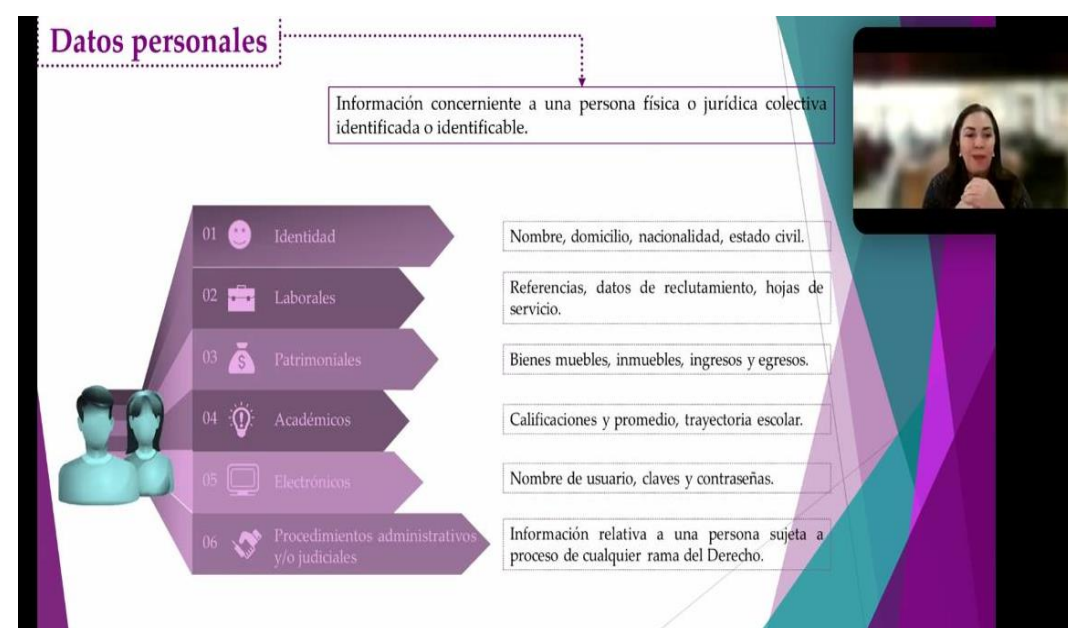 Datos personales
Información concerniente a una persona física o jurídica colectiva
identificada o identificable.
01 Identidad
Nombre, domicilio, nacionalidad, estado civil.
02 Laborales
Referencias, datos de reclutamiento, hojas de
servicio.
03 Patrimoniales
$
Bienes muebles, inmuebles, ingresos y egresos.
04 Académicos
Calificaciones y promedio, trayectoria escolar.
05 Electrónicos
Nombre de usuario, claves y contraseñas.
06 Procedimientos administrativos
y/o judiciales
Información relativa a una persona sujeta a
proceso de cualquier rama del Derecho.